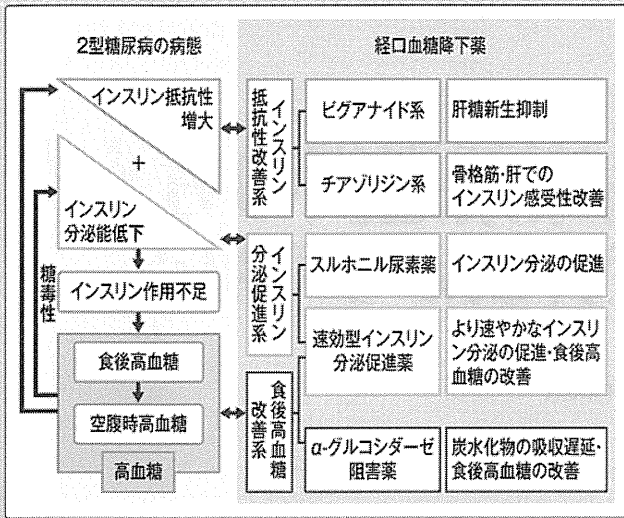 2型糖尿病の病態
経口血糖降下薬
インスリン抵抗性
増大
+
インスリン
分泌能低下
インスリン作用不足
食後高血糖
空腹時高血糖
高血糖
糖毒性
インスリン
抵抗性改善系
ビグアナイド系
肝糖新生抑制
チアゾリジン系
骨格筋・肝での
インスリン感受性改善
インスリン
分泌促進系
スルホニル尿素薬
インスリン分泌の促進
速効型インスリン
分泌促進薬
より速やかなインスリ
ン分泌の促進・食後高
血糖の改善
食後高血糖
改善系
α-グルコシダーゼ
阻害薬
炭水化物の吸収遅延・
食後高血糖の改善